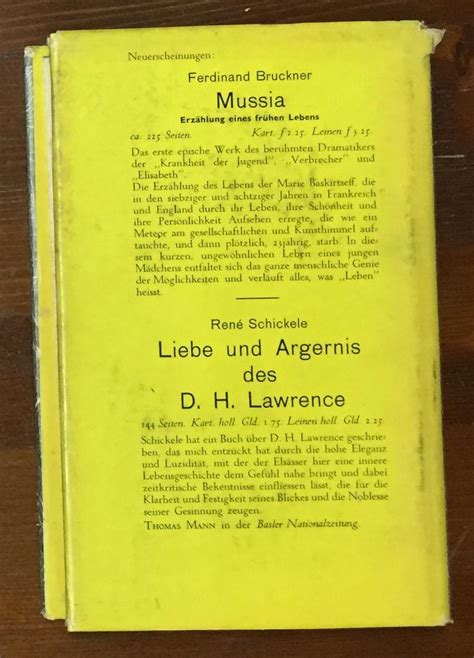 Neuerscheinungen:
Ferdinand Bruckner
Mussia
Erzählung eines frühen Lebens
ca. 225 Seiten. Kart. f 2 25. Leinen f 3 25.
Das erste epische Werk des berühmten Dramatikers
der „Krankheit der Jugend", „Verbrecher" und
„Elisabeth".
Die Erzählung des Lebens der Marie Baskirtseff, die
in den siebziger und achtziger Jahren in Frankreich
und England durch ihr Leben, ihre Schönheit und
ihre Persönlichkeit Aufsehen erregte, die wie ein
Meteor am gesellschaftlichen und Kunsthimmel auf-
tauchte, und dann plötzlich, 23jährig, starb. In die-
sem kurzen, ungewöhnlichen Leben eines jungen
Mädchens entfaltet sich das ganze menschliche Genie
der Möglichkeiten und verläuft alles, was „Leben"
heisst.
René Schickele
Liebe und Argernis
des
D. H. Lawrence
144 Seiten. Kart. holl. Gld. 1.75. Leinen holl. Gld. 2.25.
Schickele hat ein Buch über D. H. Lawrence geschrie-
ben, das mich entzückt hat durch die hohe Eleganz
und Luzidität, mit der der Elsässer hier eine innere
Lebensgeschichte dem Gefühl nahe bringt und dabei
zeitkritische Bekentnisse einfliessen lässt, die für die
Klarheit und Festigkeit seines Blickes und die Noblesse
seiner Gesinnung zeugen.
THOMAS MANN in der Basler Nationalzeitung.